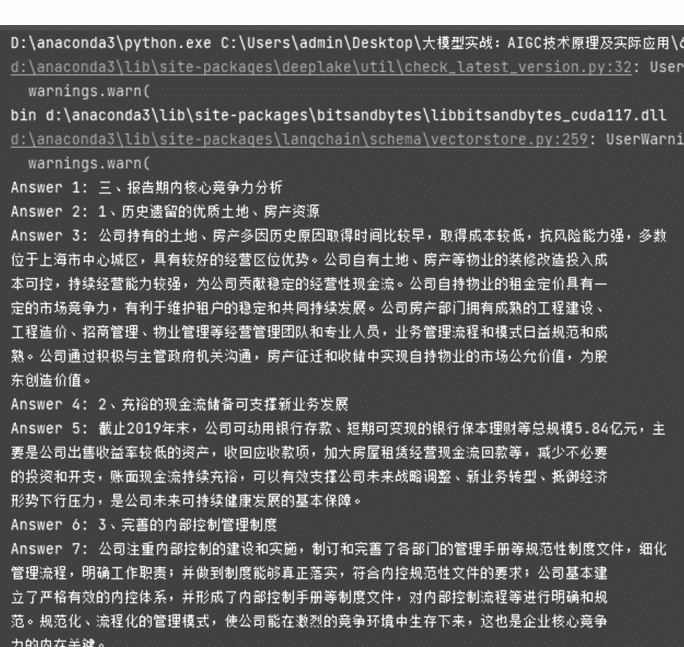 D:\anaconda3\python.exe C:\Users\admin\Desktop\大模型实战：AIGC技术原理及实际应用\
d:\anaconda3\lib\site-packages\deeplake\util\check_latest_version.py:32: User
warnings.warn(
bin d:\anaconda3\lib\site-packages\bitsandbytes\libbitsandbytes_cuda117.dll
d:\anaconda3\lib\site-packages\langchain\schema\vectorstore.py:259: UserWarni
warnings.warn(
Answer 1: 三、报告期内核心竞争力分析
Answer 2: 1、历史遗留的优质土地、房产资源
Answer 3: 公司持有的土地、房产多因历史原因取得时间比较早，取得成本较低，抗风险能力强，多数
位于上海市中心城区，具有较好的经营区位优势。公司自有土地、房产等物业的装修改造投入成
本可控，持续经营能力较强，为公司贡献稳定的经营性现金流。公司自持物业的租金定价具有一
定的市场竞争力，有利于维护租户的稳定和共同持续发展。公司房产部门拥有成熟的工程建设、
工程造价、招商管理、物业管理等经营管理团队和专业人员，业务管理流程和模式日益规范和成
熟。公司通过积极与主管政府机关沟通，房产征迁和收储中实现自持物业的市场公允价值，为股
东创造价值。
Answer 4: 2、充裕的现金流储备可支撑新业务发展
Answer 5: 截止2019年末，公司可动用银行存款、短期可变现的银行保本理财等总规模5.84亿元，主
要是公司出售收益率较低的资产，收回应收款项，加大房屋租赁经营现金流回款等，减少不必要
的投资和开支，账面现金流持续充裕，可以有效支撑公司未来战略调整、新业务转型、抵御经济
形势下行压力，是公司未来可持续健康发展的基本保障。
Answer 6: 3、完善的内部控制管理制度
Answer 7: 公司注重内部控制的建设和实施，制订和完善了各部门的管理手册等规范性制度文件，细化
管理流程，明确工作职责；并做到制度能够真正落实，符合内控规范性文件的要求；公司基本建
立了严格有效的内控体系，并形成了内部控制手册等制度文件，对内部控制流程等进行明确和规
范。规范化、流程化的管理模式，使公司能在激烈的竞争环境中生存下来，这也是企业核心竞争
力的内在关键。